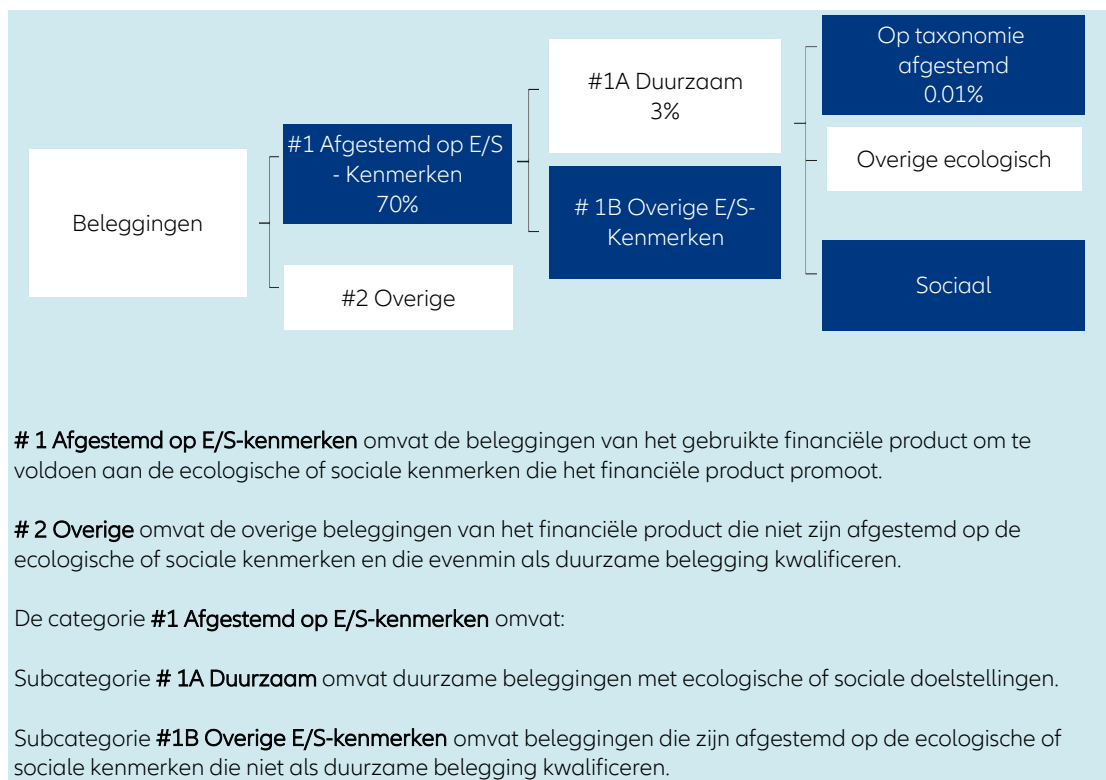 Beleggingen
#1 Afgestemd op E/S
- Kenmerken
70%
#2 Overige
#1A Duurzaam
3%
# 1B Overige E/S-
Kenmerken
Op taxonomie
afgestemd
0.01%
Overige ecologisch
Sociaal
# 1 Afgestemd op E/S-kenmerken omvat de beleggingen van het gebruikte financiële product om te
voldoen aan de ecologische of sociale kenmerken die het financiële product promoot.
# 2 Overige omvat de overige beleggingen van het financiële product die niet zijn afgestemd op de
ecologische of sociale kenmerken en die evenmin als duurzame belegging kwalificeren.
De categorie #1 Afgestemd op E/S-kenmerken omvat:
Subcategorie # 1A Duurzaam omvat duurzame beleggingen met ecologische of sociale doelstellingen.
Subcategorie #1B Overige E/S-kenmerken omvat beleggingen die zijn afgestemd op de ecologische of
sociale kenmerken die niet als duurzame belegging kwalificeren.